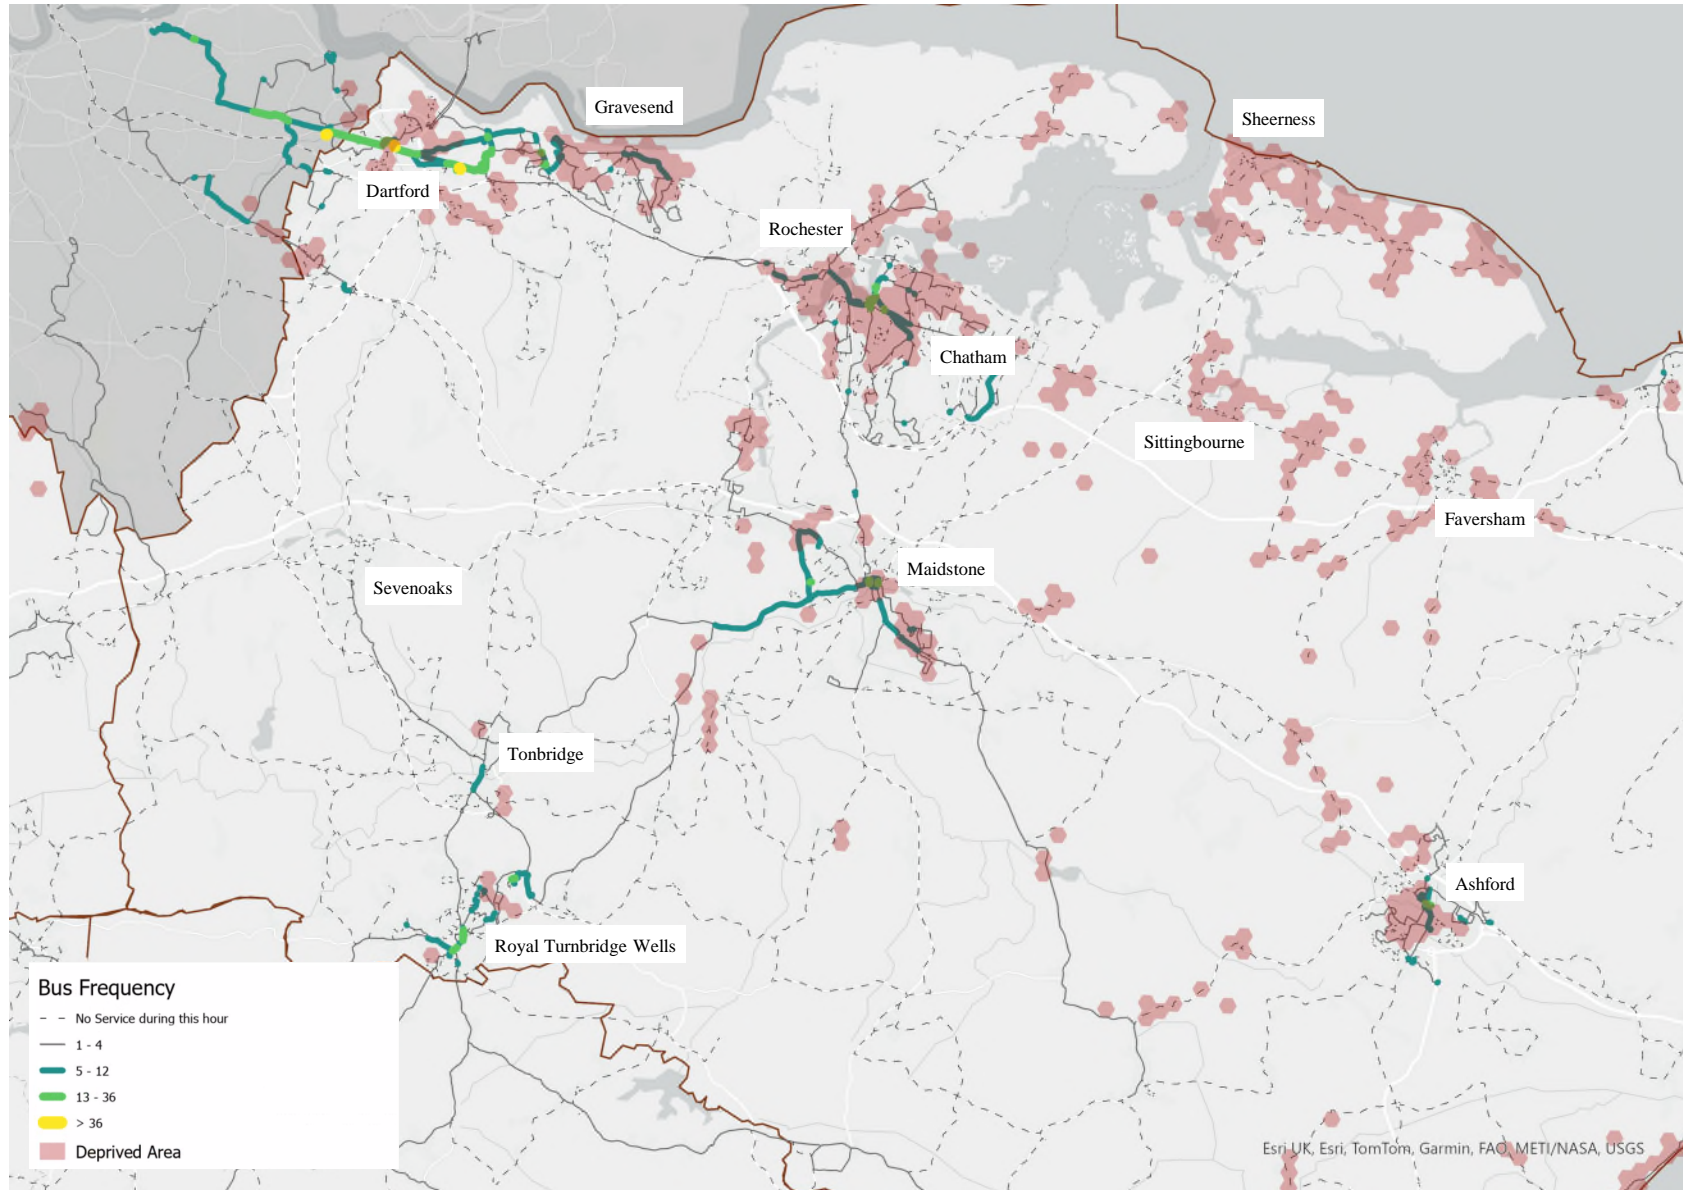 Gravesend
Sheerness
Dartford
Rochester
Chatham
Sittingbourne
Faversham
Maidstone
Sevenoaks
Tonbridge
Ashford
Royal Turnbridge Wells
Bus Frequency
No Service during this hour
1 - 4
5 - 12
13 - 36
> 36
Deprived Area
Esri UK, Esri, TomTom, Garmin, FAO, METI/NASA, USGS